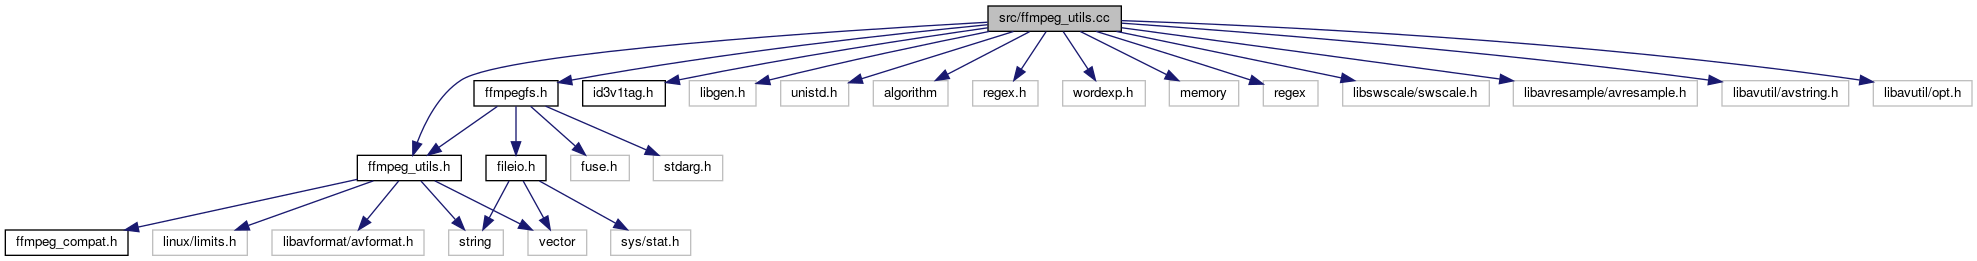 src/ffmpeg_utils.cc
ffmpegfs.h
id3v1tag.h
libgen.h
unistd.h
algorithm
regex.h
wordexp.h
memory
regex
libswscale/swscale.h
libavresample/avresample.h
libavutil/avstring.h
libavutil/opt.h
ffmpeg_utils.h
fileio.h
fuse.h
stdarg.h
ffmpeg_compat.h
linux/limits.h
libavformat/avformat.h
string
vector
sys/stat.h